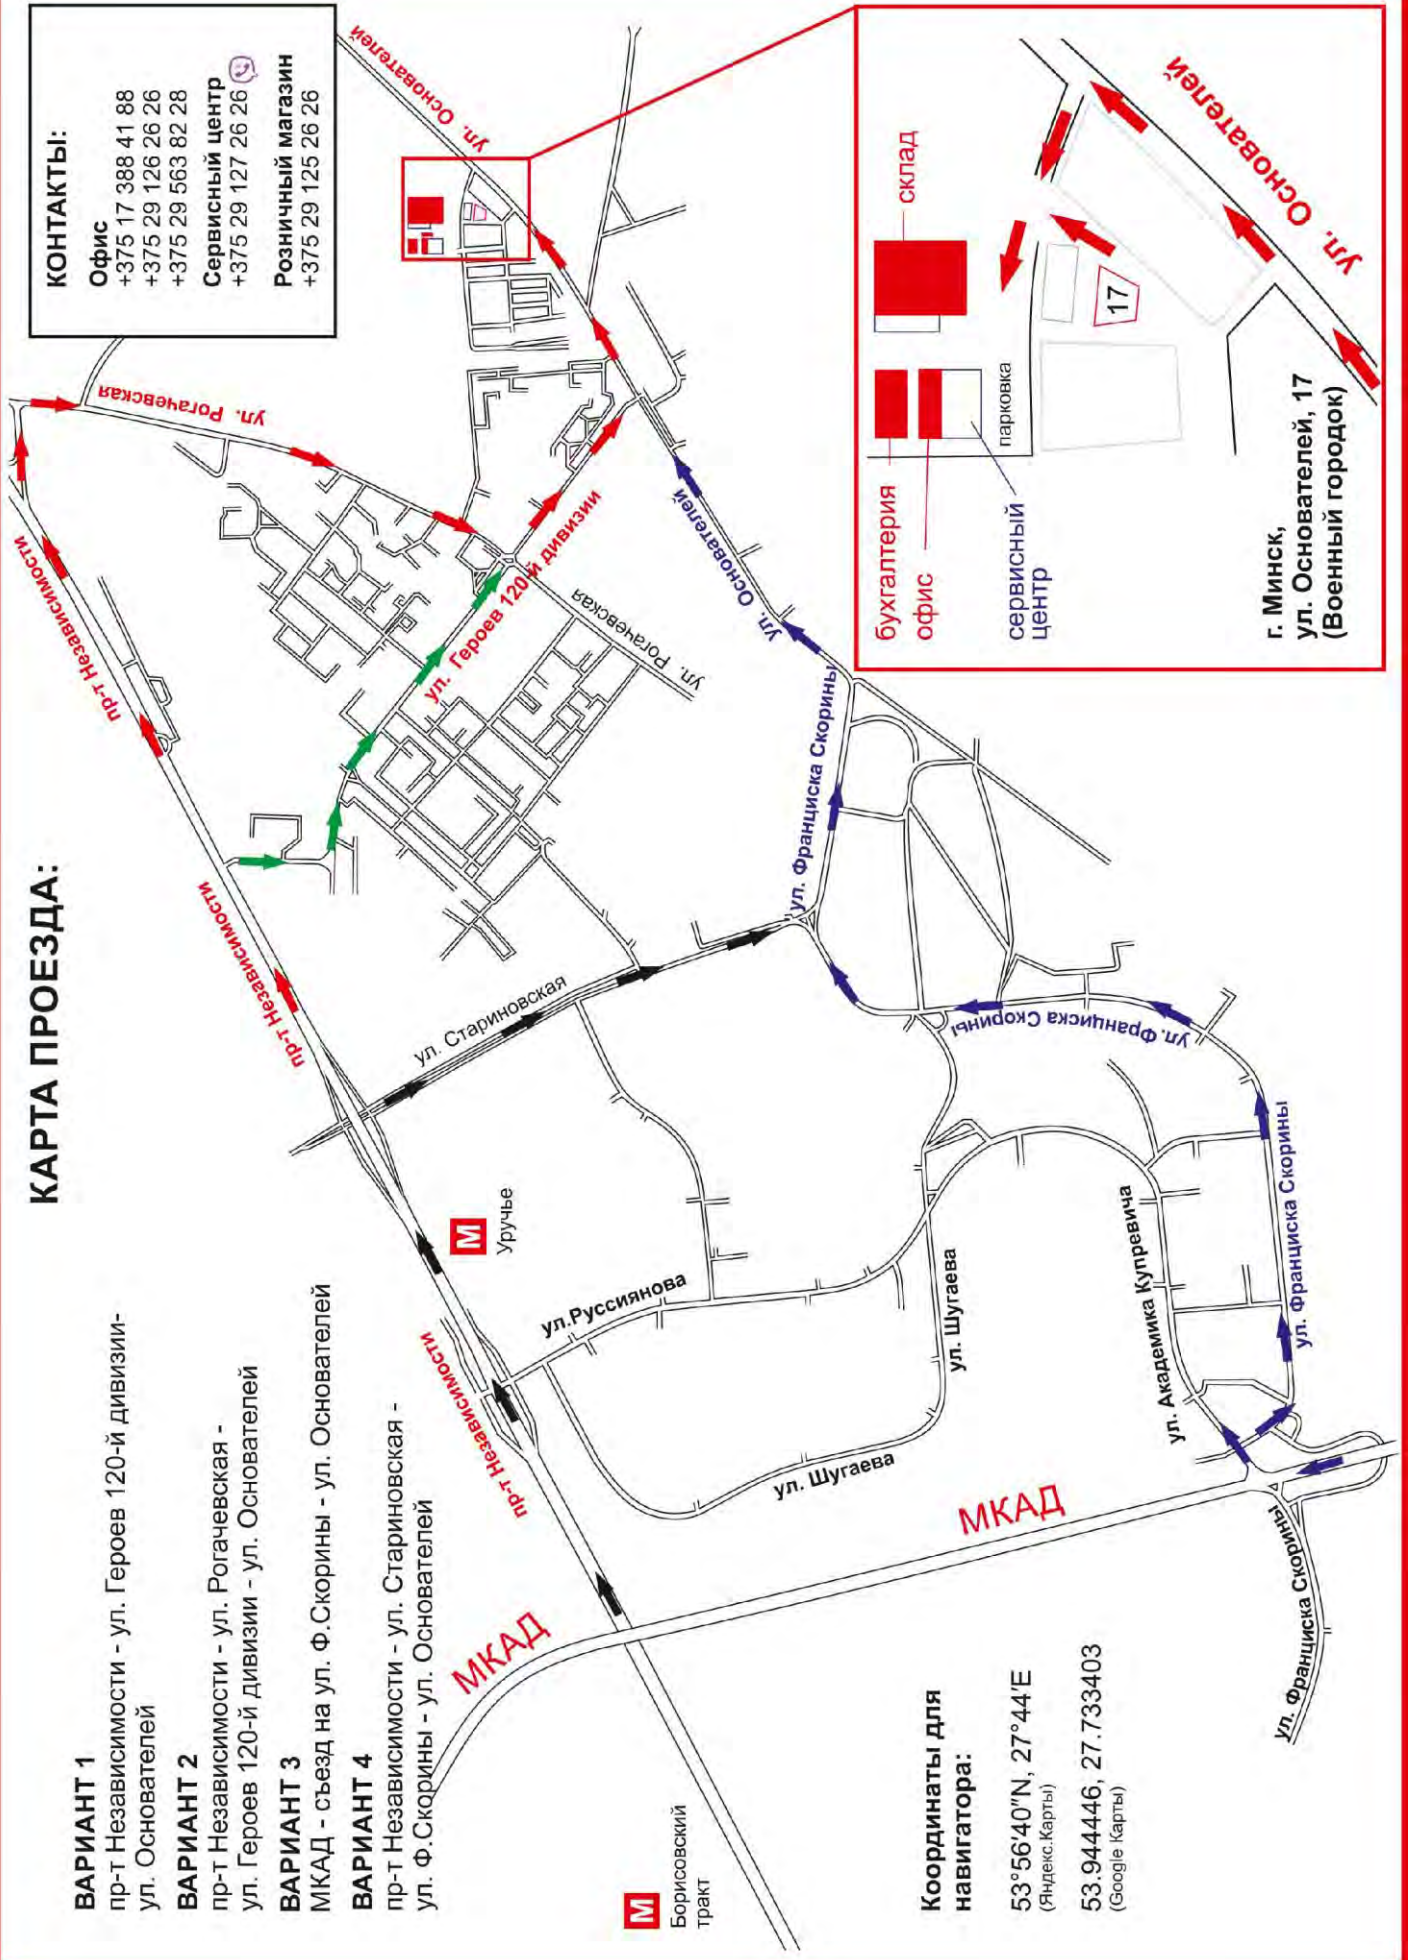 КАРТА ПРОЕЗДА:
ВАРИАНТ 1
пр-т Независимости - ул. Героев 120-й дивизии-
ул. Основателей
ВАРИАНТ 2
пр-т Независимости - ул. Рогачевская -
ул. Героев 120-й дивизии - ул. Основателей
ВАРИАНТ 3
МКАД - съезд на ул. Ф.Скорины - ул. Основателей
ВАРИАНТ 4
пр-т Независимости - ул. Стариновская -
ул. Ф.Скорины - ул. Основателей
КОНТАКТЫ:
Офис
+375 17 388 41 88
+375 29 126 26 26
+375 29 563 82 28
Сервисный центр
+375 29 127 26 26
Розничный магазин
+375 29 125 26 26
пр-т Независимости
пр-т Независимости
пр-т Независимости
ул. Рогачевская
ул. Основателей
ул. Героев 120-й дивизии
ул. Рогачевская
ул. Стариновская
М
Уручье
ул.Руссиянова
ул. Основателей
ул. Франциска Скорины
ул. Франциска Скорины
ул. Шугаева
ул. Шугаева
ул. Академика Купревича
ул. Франциска Скорины
ул. Франциска Скорины
МКАД
МКАД
М
Борисовский
тракт
Координаты для
навигатора:
53°56'40"N, 27°44'E
(Яндекс.Карты)
53.944446, 27.733403
(Google Карты)
бухгалтерия
офис
склад
сервисный
центр
парковка
17
ул. Основателей
г. Минск,
ул. Основателей, 17
(Военный городок)